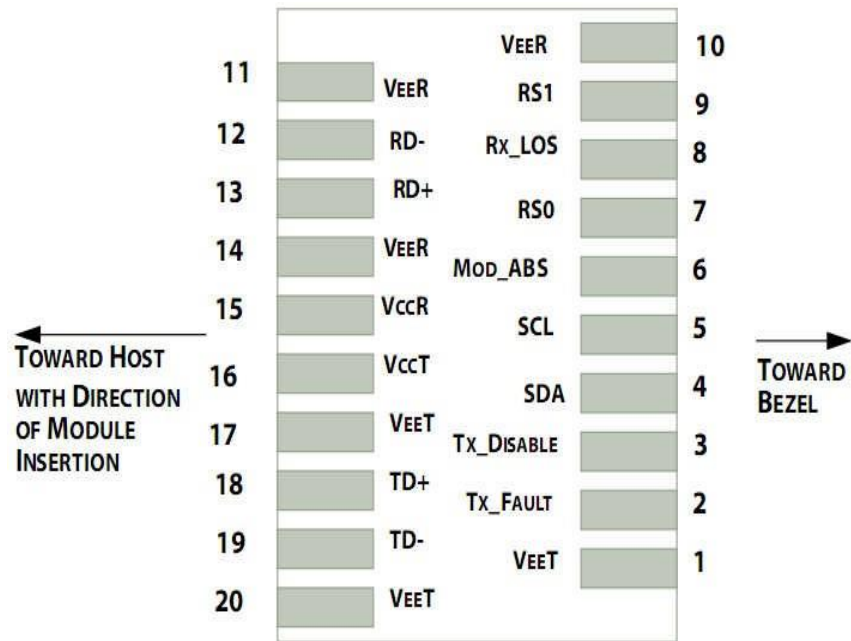 11 VEER
12 RD-
13 RD+
14 VEER
15 VCCR
16 VCCT
17 VEET
18 TD+
19 TD-
20 VEET
VEER 10
RS1 9
RX_LOS 8
RS0 7
MOD_ABS 6
SCL 5
SDA 4
TX_DISABLE 3
TX_FAULT 2
VEET 1
TOWARD HOST
WITH DIRECTION
OF MODULE
INSERTION
TOWARD
BEZEL